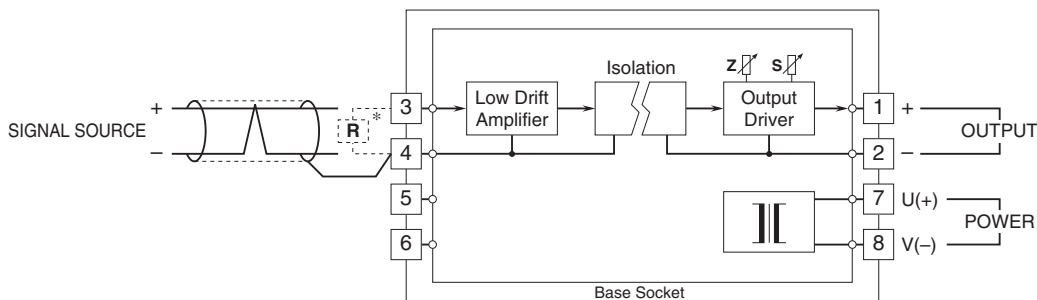 SIGNAL SOURCE
+
–
R
*
3
4
5
6
Low Drift
Amplifier
Isolation
Z
S
Output
Driver
1
+
2
–
OUTPUT
7
U(+)
8
V(–)
POWER
Base Socket